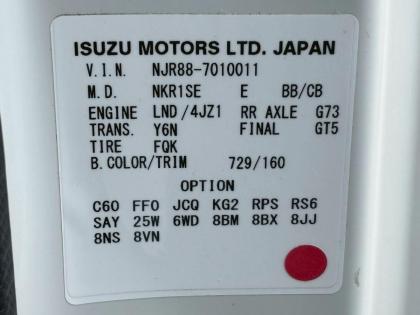 ISUZU MOTORS LTD. JAPAN
V.I.N. NJR88-7010011
M.D. NKR1SE E BB/CB
ENGINE LND/4JZ1 RR AXLE G73
TRANS. Y6N FINAL GT5
TIRE FQK
B.COLOR/TRIM 729/160
OPTION
C60 FF0 JCQ KG2 RPS RS6
SAY 25W 6WD 8BM 8BX 8JJ
8NS 8VN